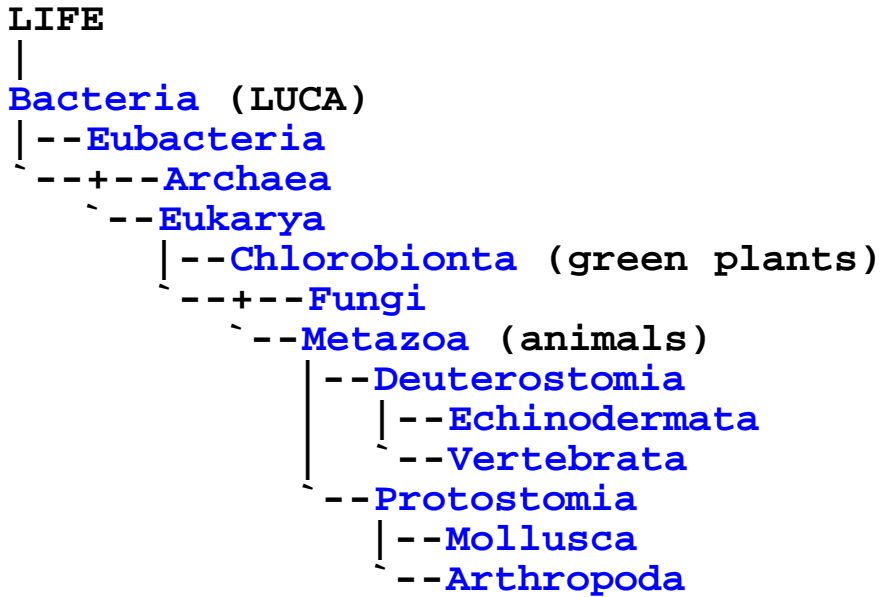 LIFE
|
Bacteria (LUCA)
|--Eubacteria
`--+--Archaea
   `--Eukarya
      |--Chlorobionta (green plants)
      `--+--Fungi
         `--Metazoa (animals)
            |--Deuterostomia
            |  |--Echinodermata
            |  `--Vertebrata
            `--Protostomia
               |--Mollusca
               `--Arthropoda